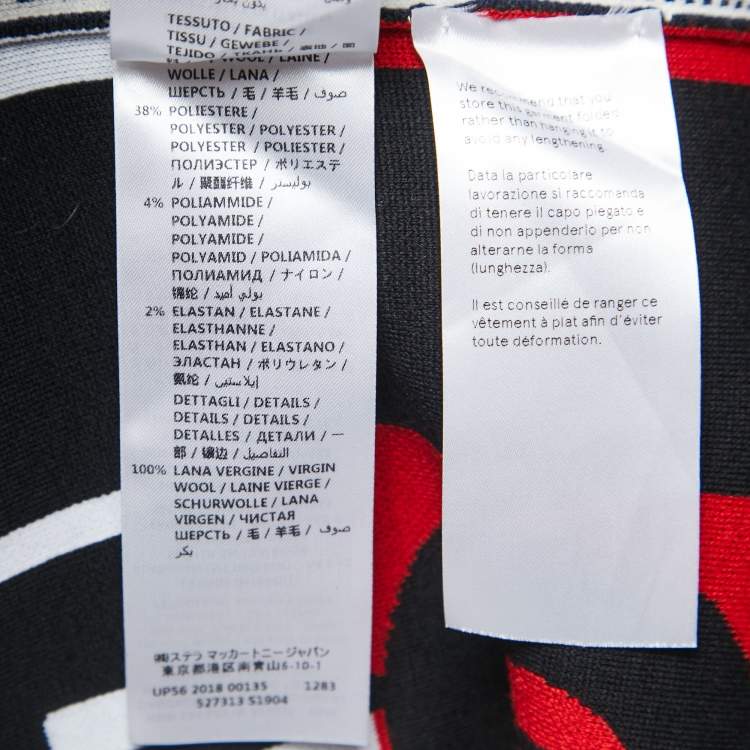 TESSUTO / FABRIC /
TISSU / GEWEBE /
TEJIDO / ТКАНЬ /
WOOL / LAINE /
WOLLE / LANA /
ШЕРСТЬ / 毛 / 羊毛 / صوف
38% POLIESTERE /
POLYESTER / POLYESTER /
POLYESTER / POLIESTER /
ПОЛИЭСТЕР / ポリエステ
ル / 聚酯纤维 / بوليستر
4% POLIAMMIDE /
POLYAMIDE /
POLYAMIDE /
POLYAMID / POLIAMIDA /
ПОЛИАМИД / ナイロン /
锦纶 / بولي أميد
2% ELASTAN / ELASTANE /
ELASTHANNE /
ELASTHAN / ELASTANO /
ЭЛАСТАН / ポリウレタン /
氨纶 / إيلاستين
DETTAGLI / DETAILS /
DETAILS / DETAILS /
DETALLES / ДЕТАЛИ / 一
部 / 镶边 / التفاصيل
100% LANA VERGINE / VIRGIN
WOOL / LAINE VIERGE /
SCHURWOLLE / LANA
VIRGEN / ЧИСТАЯ
ШЕРСТЬ / 毛 / 羊毛 / صوف
بكر
㈱ステラ マッカートニージャパン
東京都港区南青山6-10-1
UP56 2018 00135 1283
527313 S1904
We recommend that you
store this garment folded
rather than hanging it to
avoid any lengthening.
Data la particolare
lavorazione si raccomanda
di tenere il capo piegato e
di non appenderlo per non
alterarne la forma
(lunghezza).
Il est conseillé de ranger ce
vêtement à plat afin d'éviter
toute déformation.